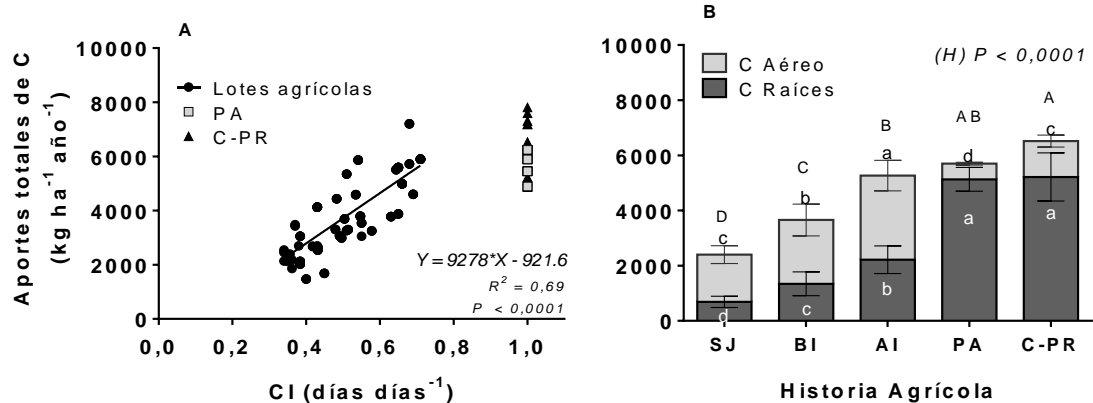 A
Aportes totales de C
(kg ha⁻¹ año⁻¹)
10000
8000
6000
4000
2000
0
Lotes agrícolas
PA
C-PR
Y = 9278*X - 921.6
R² = 0,69
P < 0,0001
0,0 0,2 0,4 0,6 0,8 1,0
CI (días días⁻¹)
B
10000
8000
6000
4000
2000
0
C Aéreo
C Raíces
(H) P < 0,0001
D C B AB A
c b a d c
d c b a a
SJ BI AI PA C-PR
Historia Agrícola